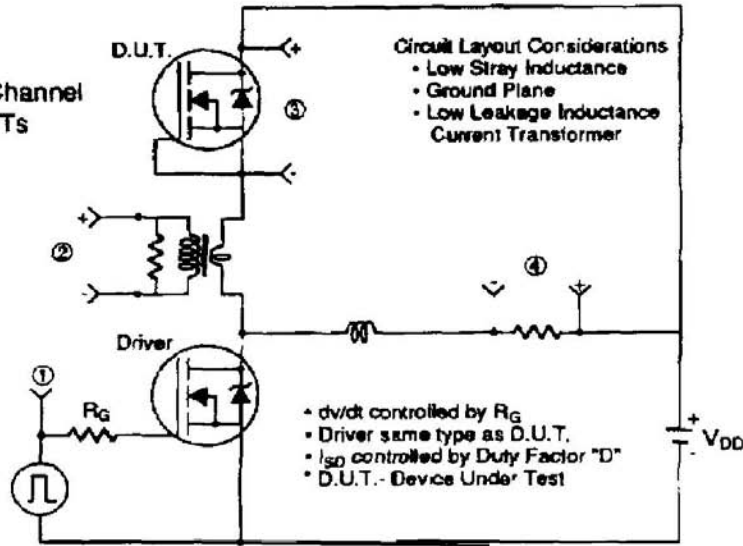 D.U.T.
+
Circuit Layout Considerations
• Low Stray Inductance
• Ground Plane
• Low Leakage Inductance
Current Transformer
hannel
Ts
③
-
+
②
-
④
-
+
Driver
①
RG
• dv/dt controlled by RG
• Driver same type as D.U.T.
• ISD controlled by Duty Factor "D"
* D.U.T.- Device Under Test
+
VDD
-